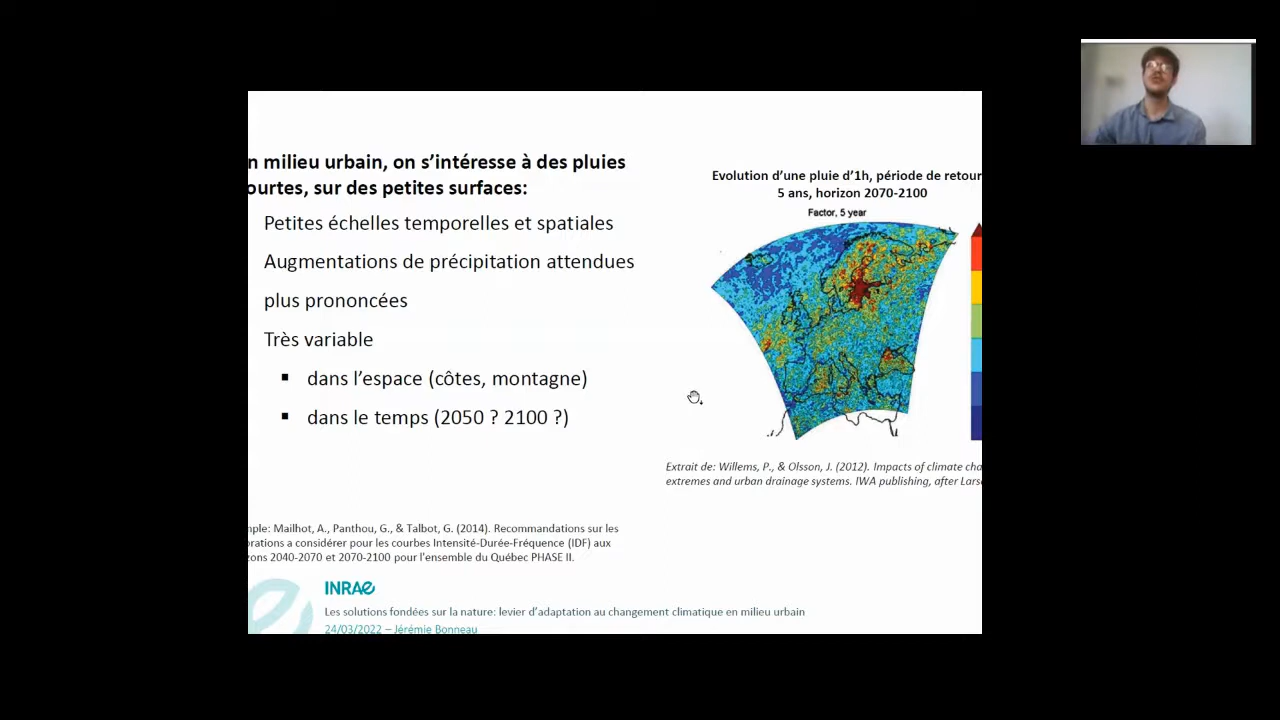 n milieu urbain, on s'intéresse à des pluies
ourtes, sur des petites surfaces:
Petites échelles temporelles et spatiales
Augmentations de précipitation attendues
plus prononcées
Très variable
▪ dans l'espace (côtes, montagne)
▪ dans le temps (2050 ? 2100 ?)
Evolution d'une pluie d'1h, période de retour
5 ans, horizon 2070-2100
Factor, 5 year
Extrait de: Willems, P., & Olsson, J. (2012). Impacts of climate cha
extremes and urban drainage systems. IWA publishing, after Lars
mple: Mailhot, A., Panthou, G., & Talbot, G. (2014). Recommandations sur les
orations a considérer pour les courbes Intensité-Durée-Fréquence (IDF) aux
zons 2040-2070 et 2070-2100 pour l'ensemble du Québec PHASE II.
INRAE
Les solutions fondées sur la nature: levier d'adaptation au changement climatique en milieu urbain
24/03/2022 – Jérémie Bonneau